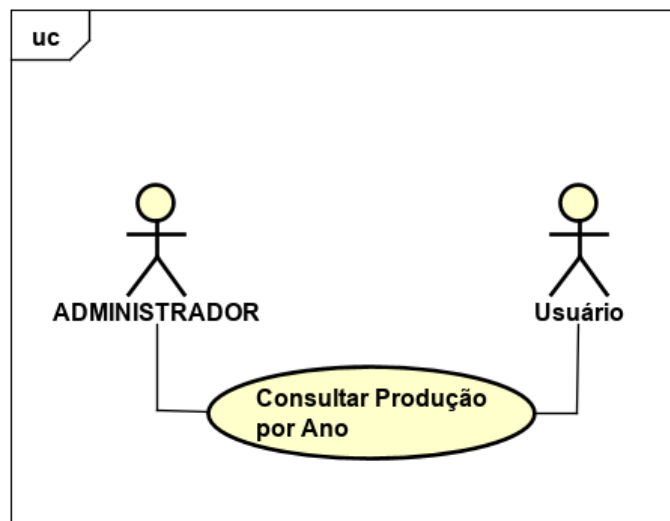 uc
ADMINISTRADOR
Usuário
Consultar Produção
por Ano